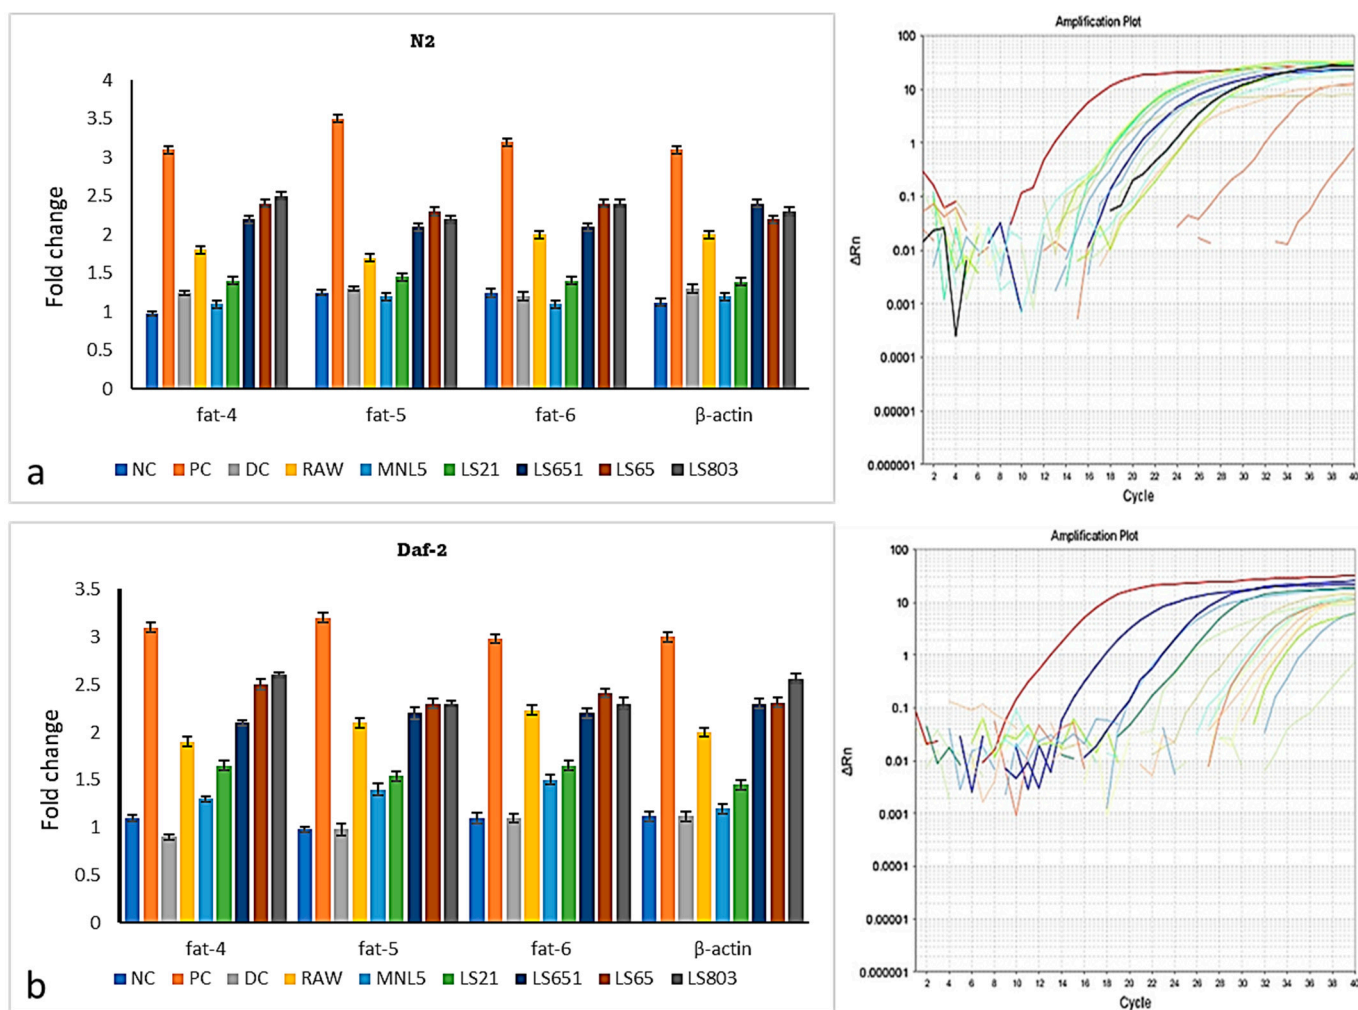 N2
Fold change
4
3.5
3
2.5
2
1.5
1
0.5
0
fat-4 fat-5 fat-6 β-actin
NC PC DC RAW MNL5 LS21 LS651 LS65 LS803
a
Amplification Plot
ΔRn
100
10
1
0.1
0.01
0.001
0.0001
0.00001
0.000001
2 4 6 8 10 12 14 16 18 20 22 24 26 28 30 32 34 36 38 40
Cycle
Daf-2
Fold change
3.5
3
2.5
2
1.5
1
0.5
0
fat-4 fat-5 fat-6 β-actin
NC PC DC RAW MNL5 LS21 LS651 LS65 LS803
b
Amplification Plot
ΔRn
100
10
1
0.1
0.01
0.001
0.0001
0.00001
0.000001
2 4 6 8 10 12 14 16 18 20 22 24 26 28 30 32 34 36 38 40
Cycle